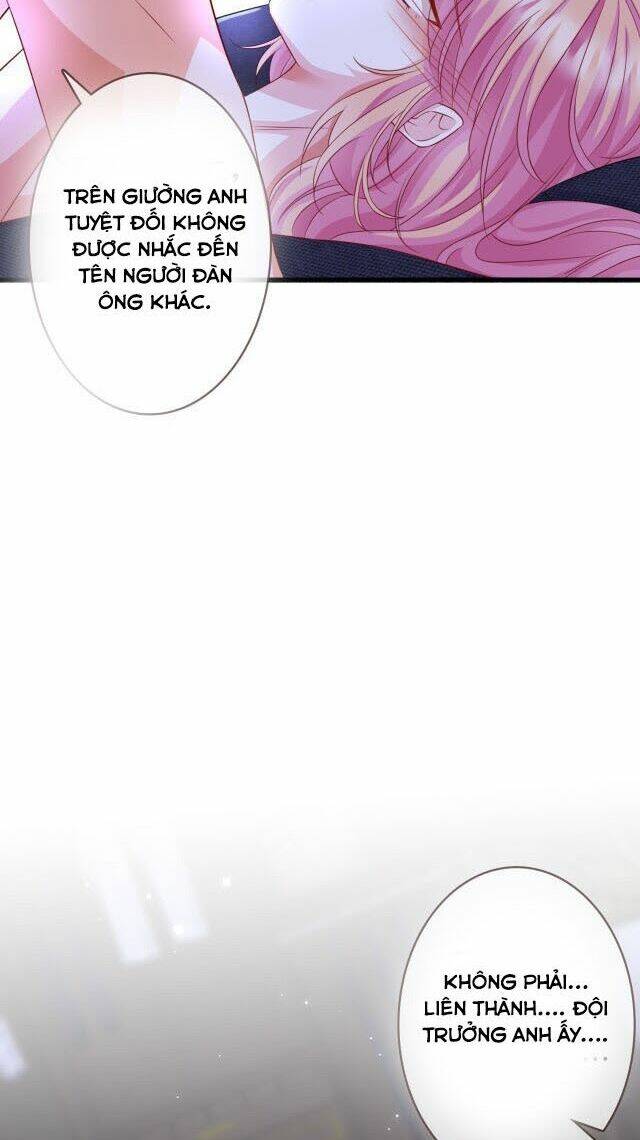 TRÊN GIƯỜNG ANH
TUYỆT ĐỐI KHÔNG
ĐƯỢC NHẮC ĐẾN
TÊN NGƯỜI ĐÀN
ÔNG KHÁC.
KHÔNG PHẢI...
LIÊN THÀNH.... ĐỘI
TRƯỞNG ANH ẤY....